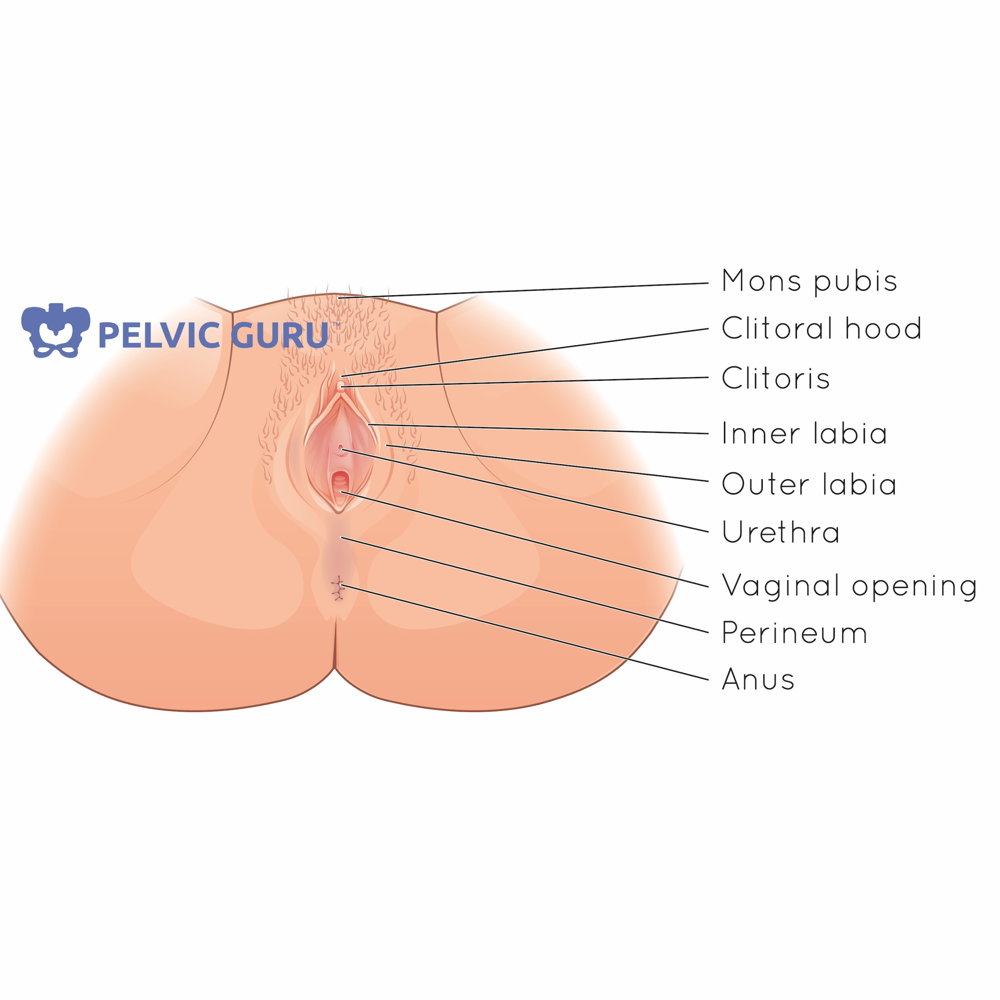 Mons pubis
Clitoral hood
PELVIC GURU™
Clitoris
Inner labia
Outer labia
Urethra
Vaginal opening
Perineum
Anus